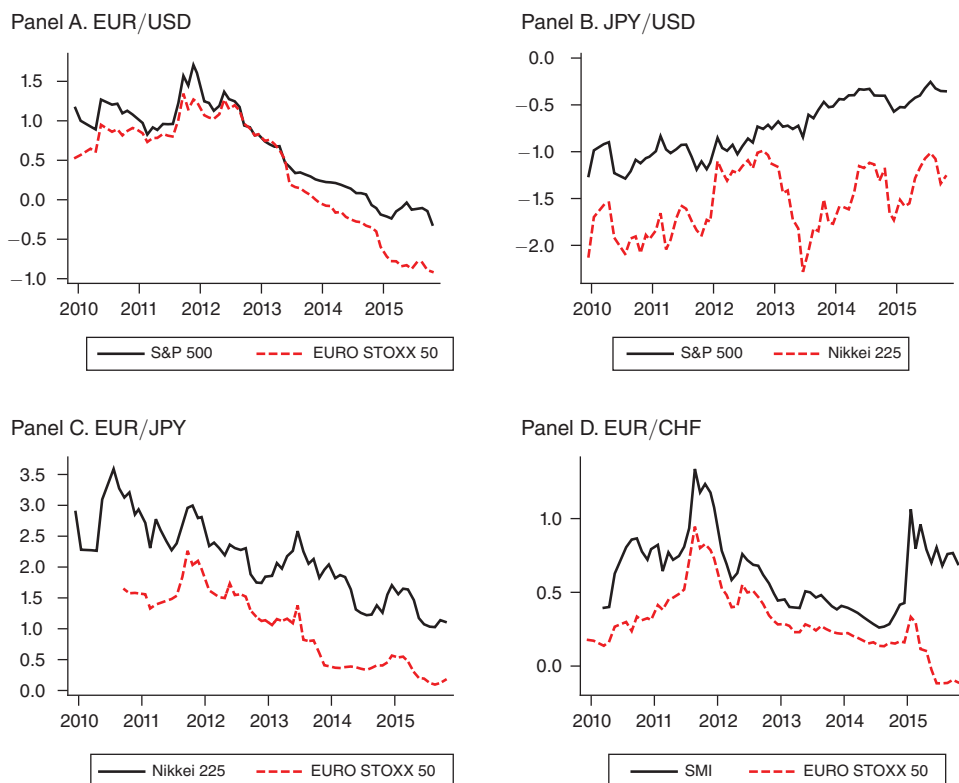 Panel A. EUR/USD
1.5
1.0
0.5
0.0
−0.5
−1.0
2010 2011 2012 2013 2014 2015
S&P 500 EURO STOXX 50
Panel B. JPY/USD
0.0
−0.5
−1.0
−1.5
−2.0
2010 2011 2012 2013 2014 2015
S&P 500 Nikkei 225
Panel C. EUR/JPY
3.5
3.0
2.5
2.0
1.5
1.0
0.5
0.0
2010 2011 2012 2013 2014 2015
Nikkei 225 EURO STOXX 50
Panel D. EUR/CHF
1.0
0.5
0.0
2010 2011 2012 2013 2014 2015
SMI EURO STOXX 50